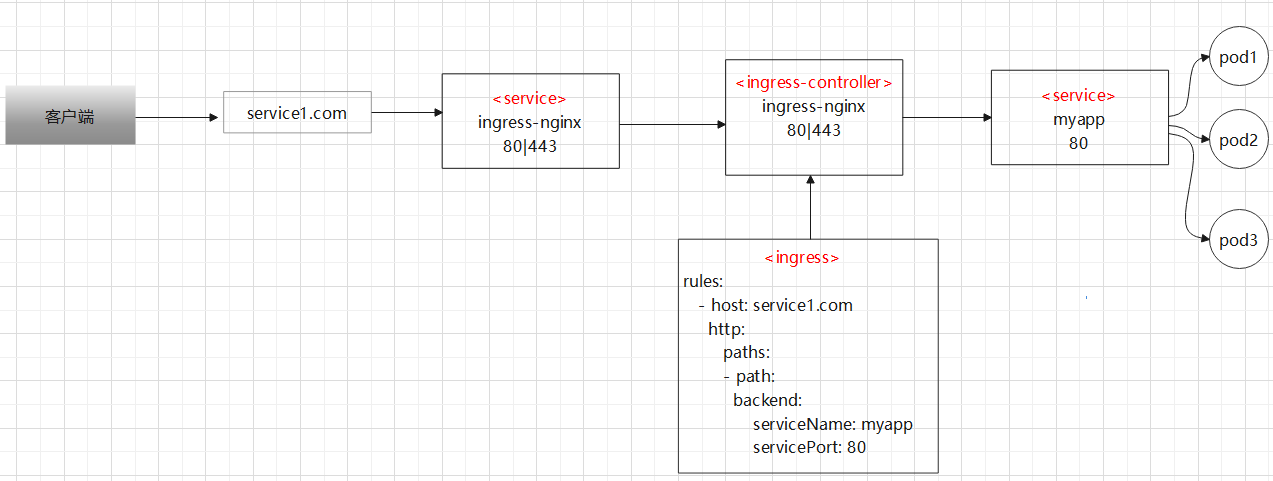 客户端
service1.com
<service>
ingress-nginx
80|443
<ingress-controller>
ingress-nginx
80|443
<service>
myapp
80
pod1
pod2
pod3
<ingress>
rules:
- host: service1.com
http:
paths:
- path:
backend:
serviceName: myapp
servicePort: 80